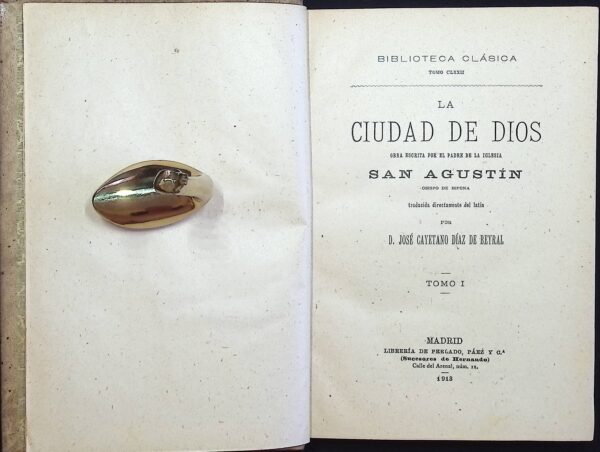 BIBLIOTECA CLÁSICA
TOMO CLXXII
LA
CIUDAD DE DIOS
OBRA ESCRITA POR EL PADRE DE LA IGLESIA
SAN AGUSTÍN
OBISPO DE HIPONA
traducida directamente del latín
POR
D. JOSÉ CAYETANO DÍAZ DE BEYRAL
TOMO I
MADRID
LIBRERÍA DE PERLADO, PÁEZ Y C.ª
(Sucesores de Hernando)
Calle del Arenal, núm. 11.
1913